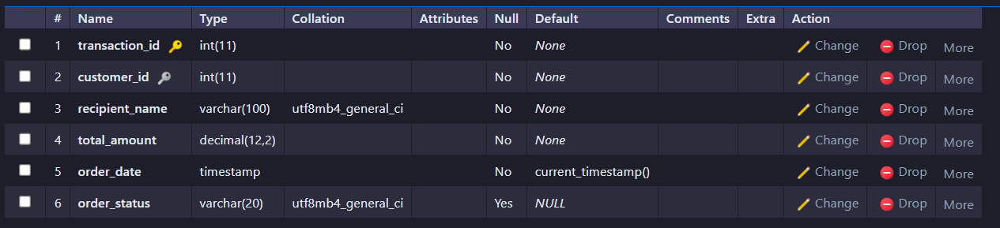 # Name Type Collation Attributes Null Default Comments Extra Action
1 transaction_id int(11) No None Change Drop More
2 customer_id int(11) No None Change Drop More
3 recipient_name varchar(100) utf8mb4_general_ci No None Change Drop More
4 total_amount decimal(12,2) No None Change Drop More
5 order_date timestamp No current_timestamp() Change Drop More
6 order_status varchar(20) utf8mb4_general_ci Yes NULL Change Drop More